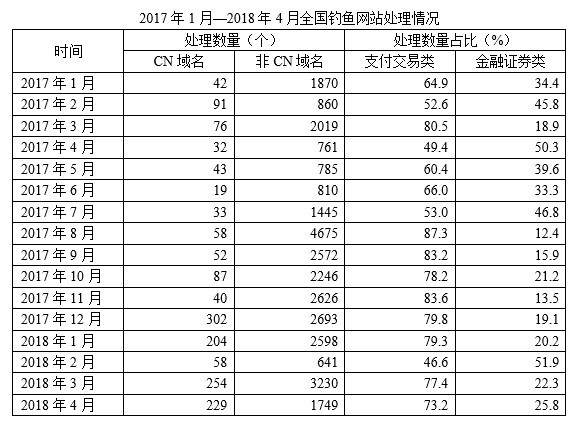 2017年1月—2018年4月全国钓鱼网站处理情况
时间 处理数量（个） 处理数量占比（%）
CN域名 非CN域名 支付交易类 金融证券类
2017年1月 42 1870 64.9 34.4
2017年2月 91 860 52.6 45.8
2017年3月 76 2019 80.5 18.9
2017年4月 32 761 49.4 50.3
2017年5月 43 785 60.4 39.6
2017年6月 19 810 66.0 33.3
2017年7月 33 1445 53.0 46.8
2017年8月 58 4675 87.3 12.4
2017年9月 52 2572 83.2 15.9
2017年10月 87 2246 78.2 21.2
2017年11月 40 2626 83.6 13.5
2017年12月 302 2693 79.8 19.1
2018年1月 204 2598 79.3 20.2
2018年2月 58 641 46.6 51.9
2018年3月 254 3230 77.4 22.3
2018年4月 229 1749 73.2 25.8